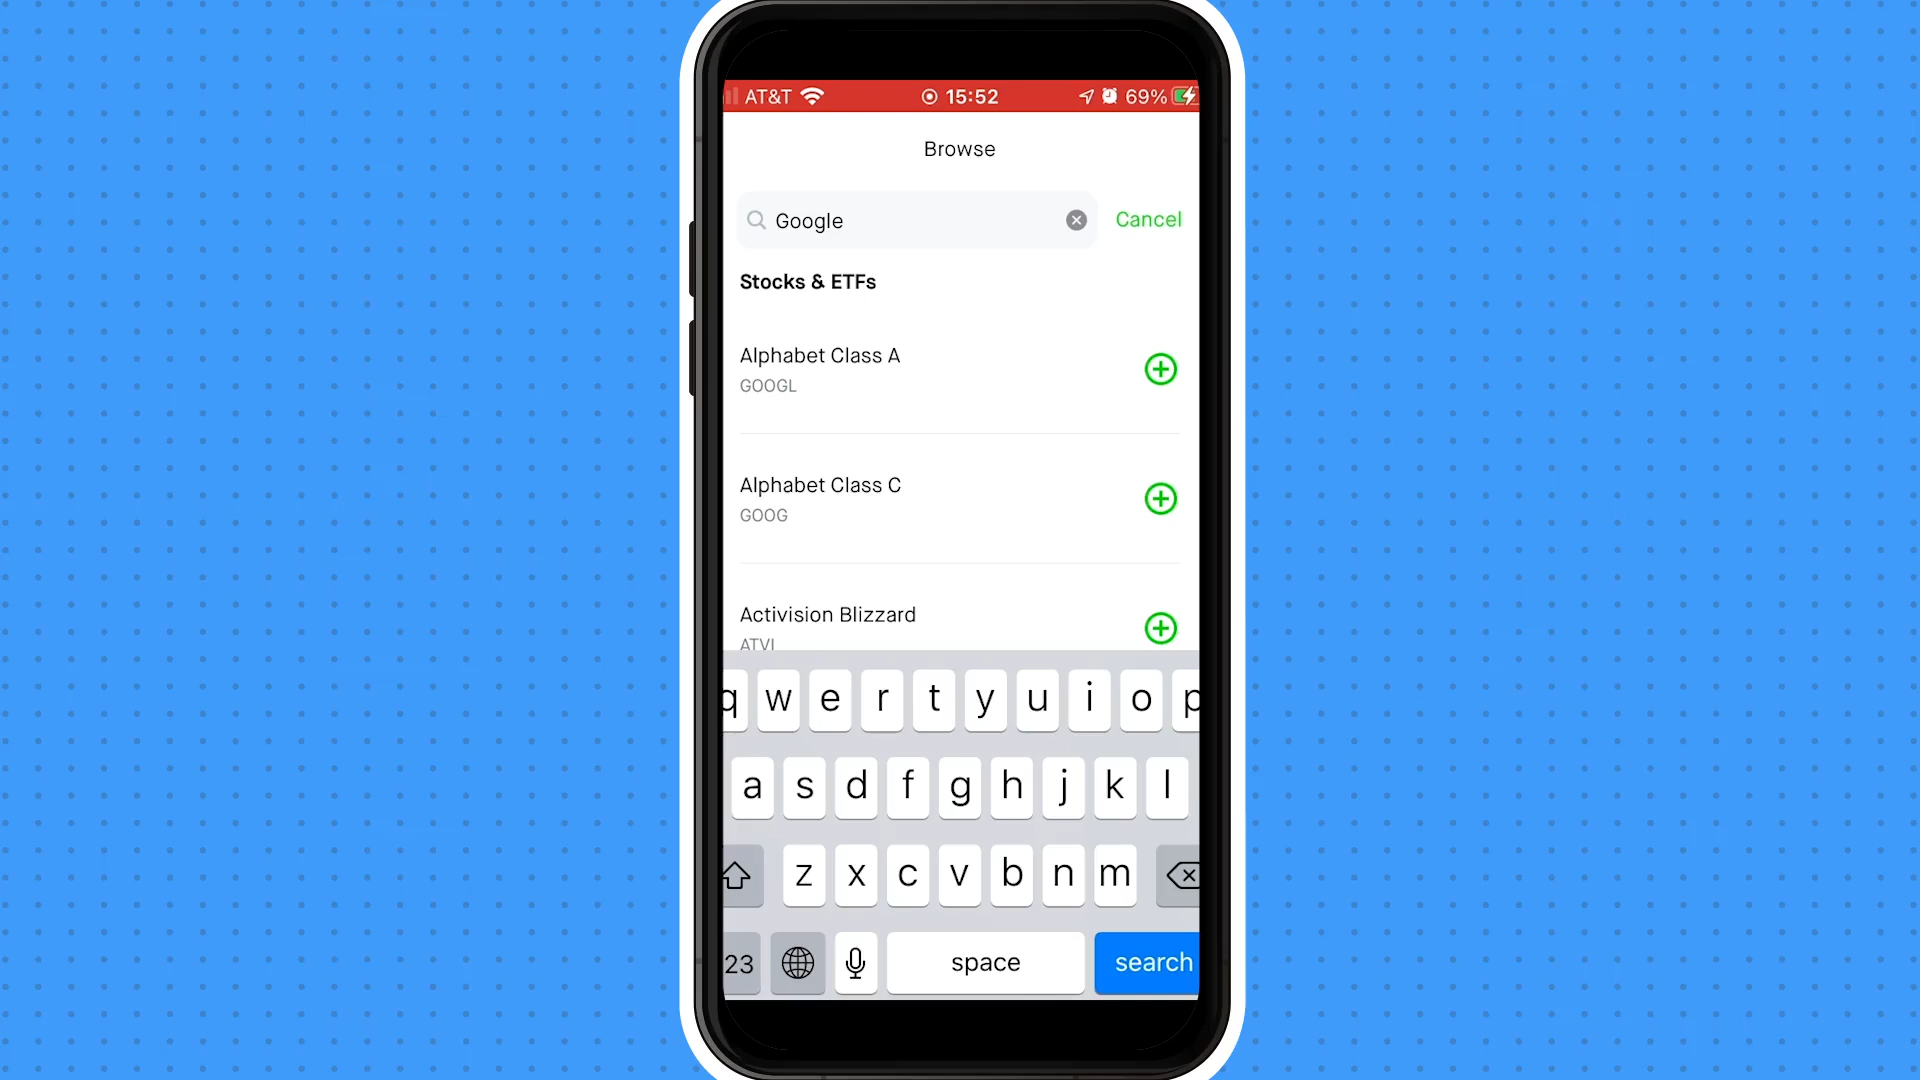 AT&T 15:52 69%
Browse
Google Cancel
Stocks & ETFs
Alphabet Class A
GOOGL
Alphabet Class C
GOOG
Activision Blizzard
ATVI
q w e r t y u i o p
a s d f g h j k l
z x c v b n m
23 space search